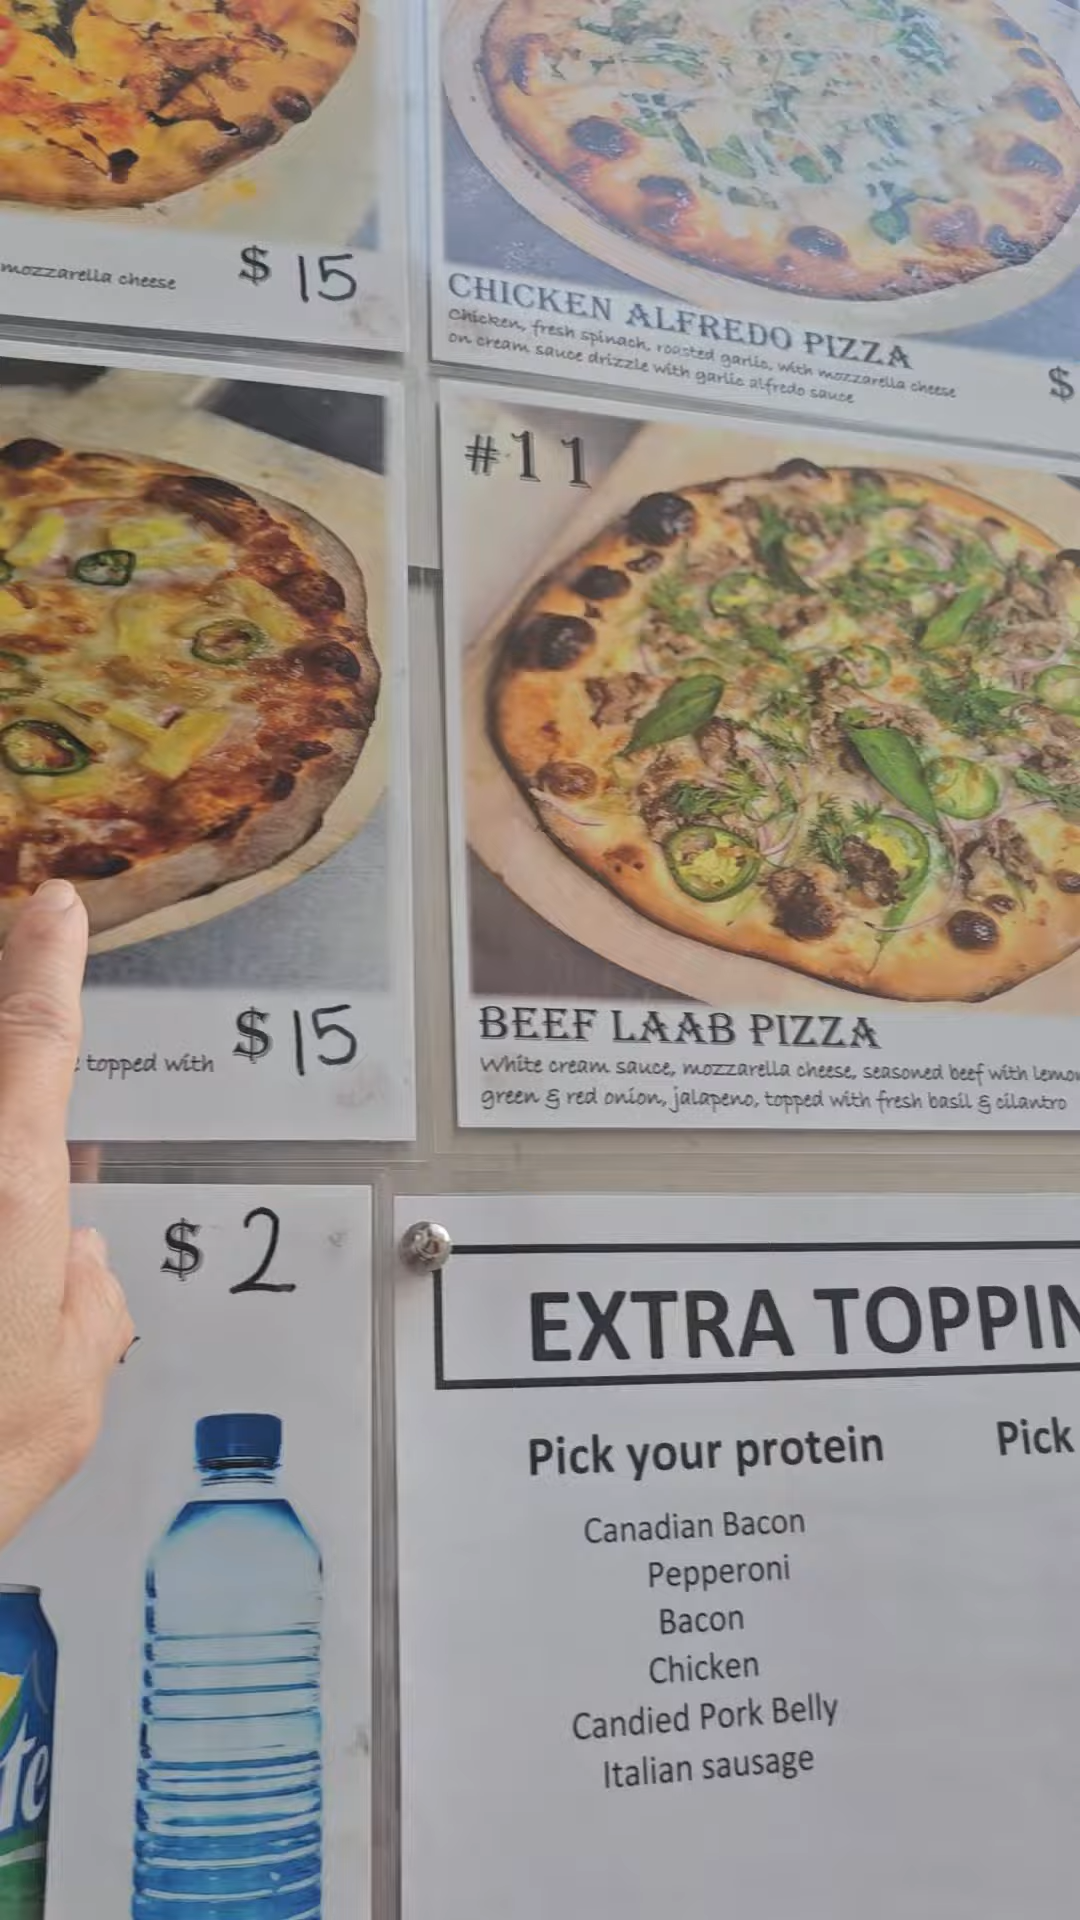 mozzarella cheese
$ 15
CHICKEN ALFREDO PIZZA
Chicken, fresh spinach, roasted garlic, with mozzarella cheese
on cream sauce drizzle with garlic alfredo sauce
$
#11
topped with
$ 15
BEEF LAAB PIZZA
White cream sauce, mozzarella cheese, seasoned beef with lemon
green & red onion, jalapeno, topped with fresh basil & cilantro
$ 2
EXTRA TOPPIN
Pick your protein
Pick
Canadian Bacon
Pepperoni
Bacon
Chicken
Candied Pork Belly
Italian sausage
te